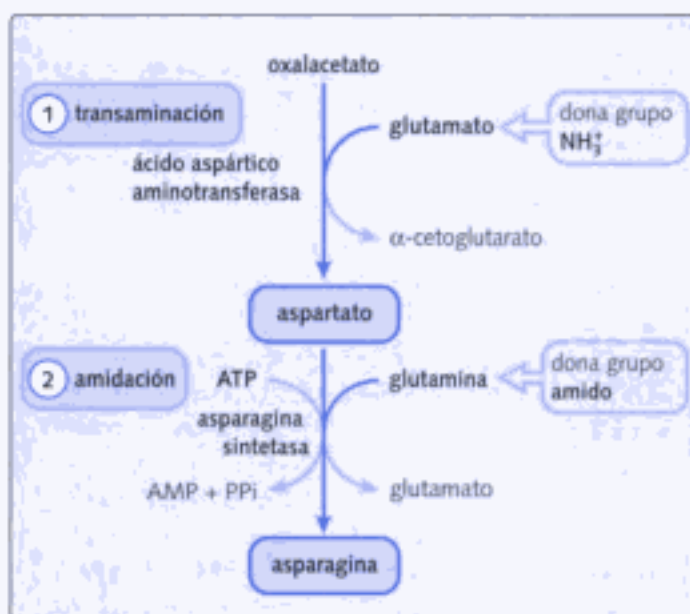 oxalacetato
1 transaminación
glutamato
dona grupo
NH₃⁺
ácido aspártico
aminotransferasa
α-cetoglutarato
aspartato
2 amidación
ATP
glutamina
dona grupo
amido
asparagina
sintetasa
AMP + PPi
glutamato
asparagina